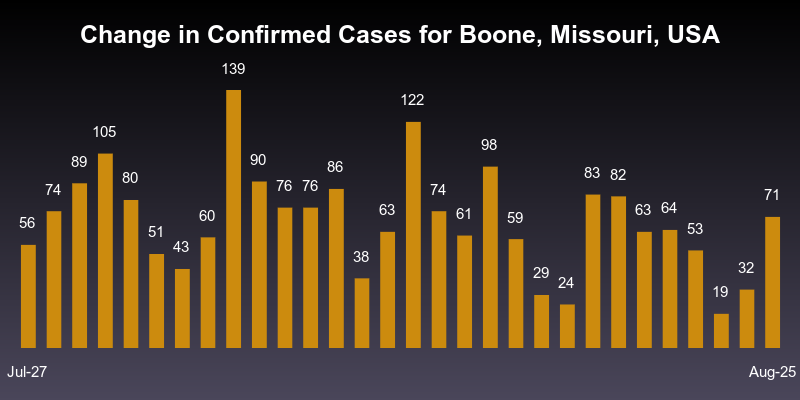 Change in Confirmed Cases for Boone, Missouri, USA
56 74 89 105 80 51 43 60 139 90 76 76 86 38 63 122 74 61 98 59 29 24 83 82 63 64 53 19 32 71
Jul-27 Aug-25